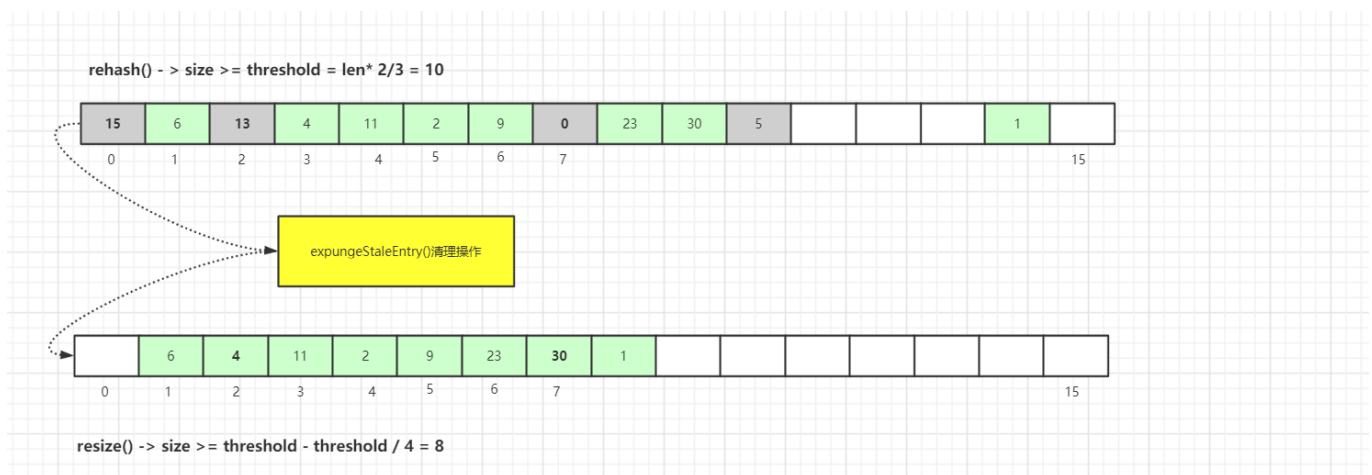 rehash() - > size >= threshold = len* 2/3 = 10
15 6 13 4 11 2 9 0 23 30 5 1
0 1 2 3 4 5 6 7 15
expungeStaleEntry()清理操作
6 4 11 2 9 23 30 1
0 1 2 3 4 5 6 7 15
resize() -> size >= threshold - threshold / 4 = 8